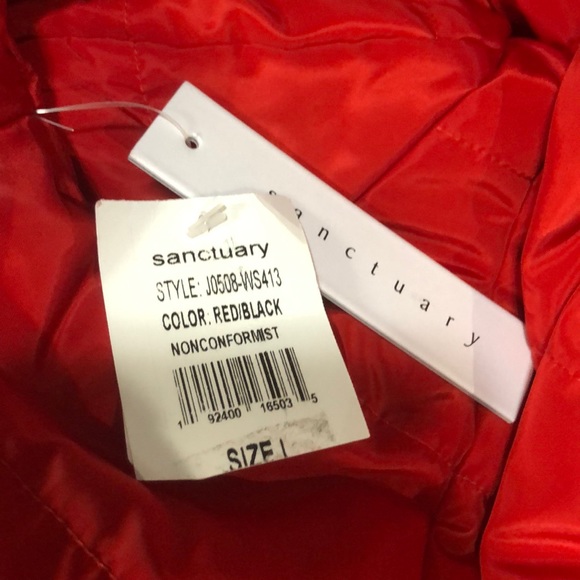 sanctuary
sanctuary
STYLE: J0508-WS413
COLOR: RED/BLACK
NONCONFORMIST
1 92400 16503 5
SIZE L